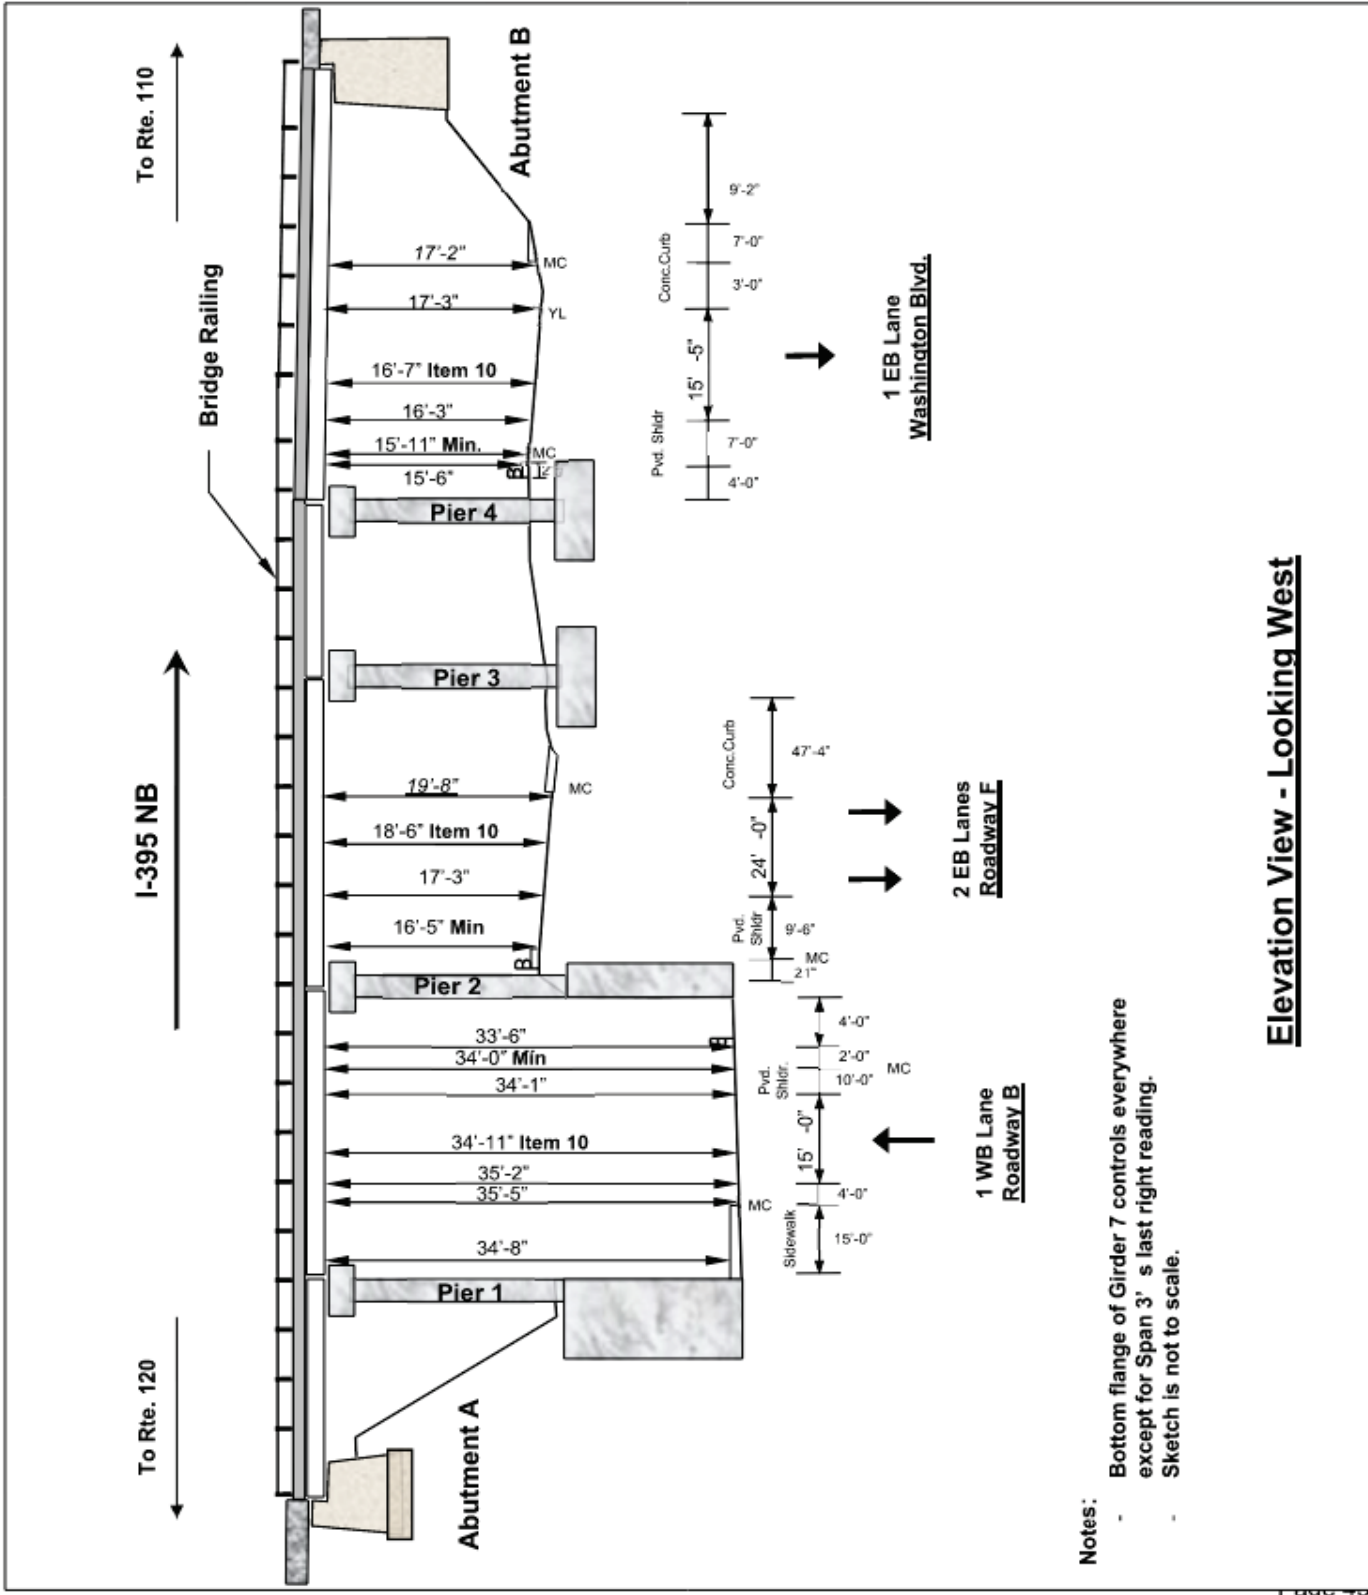 To Rte. 120
I-395 NB
To Rte. 110
Bridge Railing
Abutment A
Pier 1
34'-8"
35'-5"
35'-2"
34'-11" Item 10
34'-1"
34'-0" Min
33'-6"
Pier 2
16'-5" Min
17'-3"
18'-6" Item 10
19'-8"
Pier 3
Pier 4
15'-6"
15'-11" Min.
16'-3"
16'-7" Item 10
17'-3"
17'-2"
Abutment B
MC
MC
MC
YL
MC
Sidewalk
15'-0"
4'-0"
15' -0"
Pvd.
Shldr.
10'-0"
2'-0"
4'-0"
MC
21"
MC
Pvd.
Shldr
9'-6"
24' -0"
Conc.Curb
47'-4"
4'-0"
Pvd. Shldr
7'-0"
15' -5"
3'-0"
Conc.Curb
7'-0"
9'-2"
1 WB Lane
Roadway B
2 EB Lanes
Roadway F
1 EB Lane
Washington Blvd.
Notes:
- Bottom flange of Girder 7 controls everywhere
except for Span 3' s last right reading.
- Sketch is not to scale.
Elevation View - Looking West